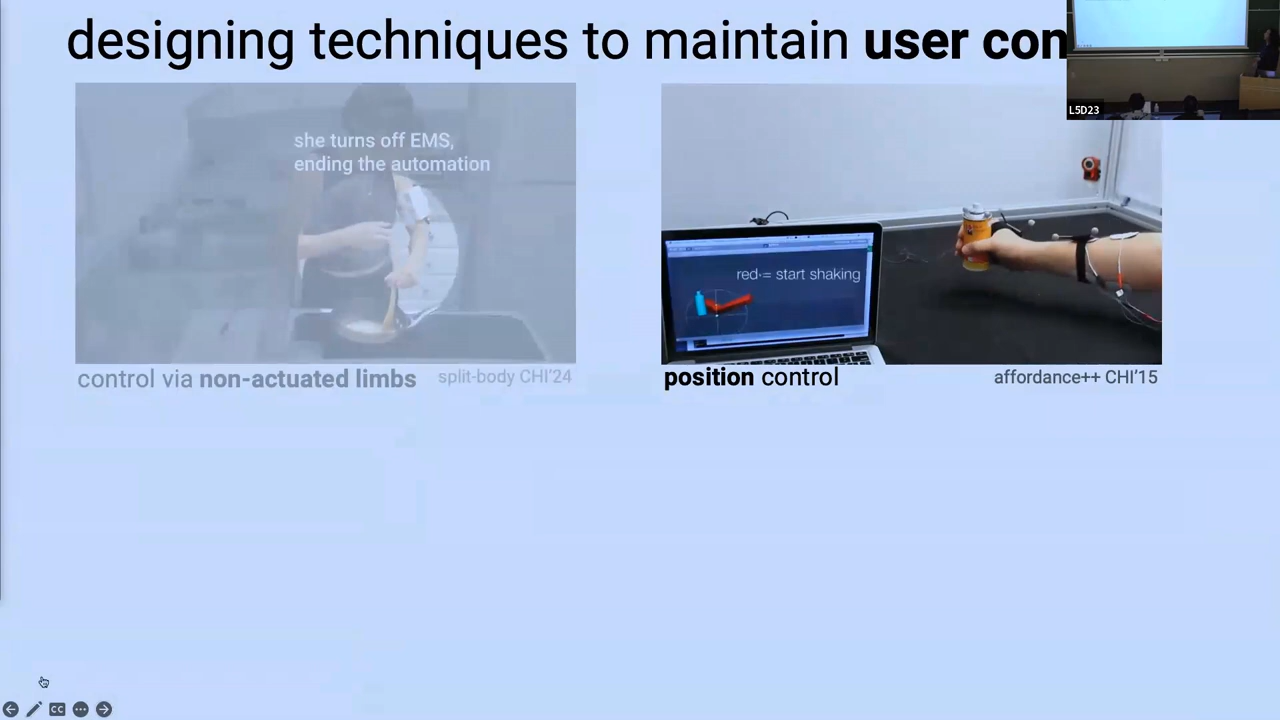 designing techniques to maintain user con
L5D23
she turns off EMS,
ending the automation
red = start shaking
control via non-actuated limbs
split-body CHI'24
position control
affordance++ CHI'15
CC